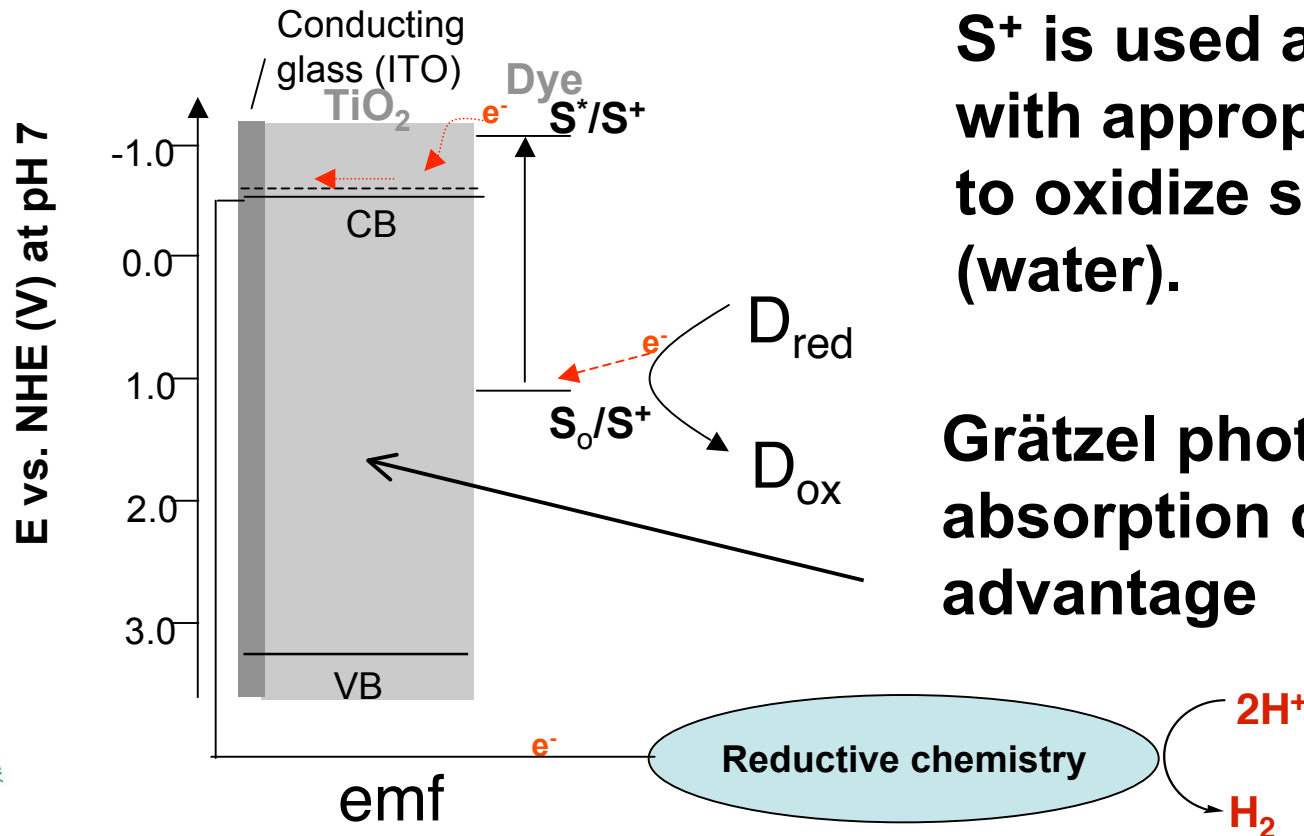 Conducting
glass (ITO)
TiO₂
Dye
e⁻
S*/S⁺
E vs. NHE (V) at pH 7
-1.0
0.0
1.0
2.0
3.0
CB
e⁻
Sₒ/S⁺
D_red
D_ox
VB
e⁻
emf
Reductive chemistry
2H⁺
H₂
S⁺ is used a
with approp
to oxidize s
(water).
Grätzel phot
absorption
advantage